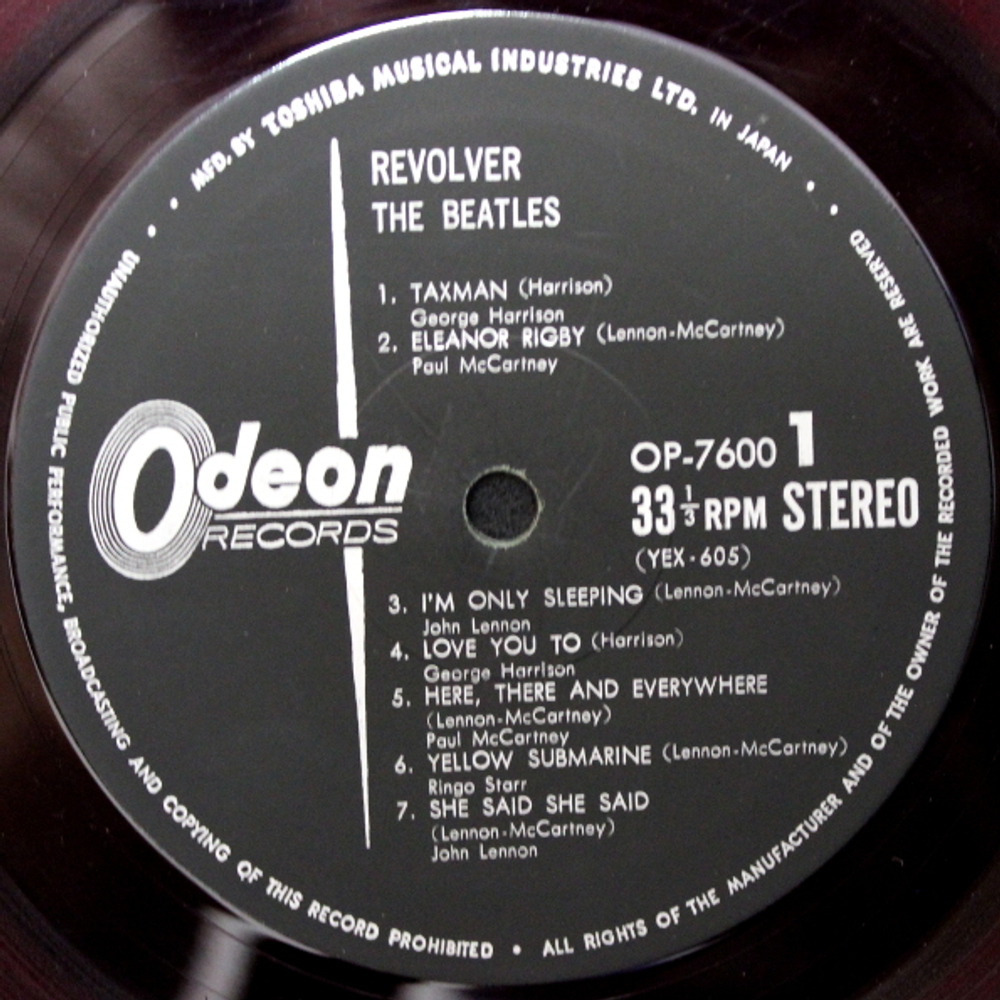 MFD. BY TOSHIBA MUSICAL INDUSTRIES LTD. IN JAPAN
REVOLVER
THE BEATLES
1. TAXMAN (Harrison)
George Harrison
2. ELEANOR RIGBY (Lennon-McCartney)
Paul McCartney
Odeon
RECORDS
OP-7600 1
33 1/3 RPM STEREO
(YEX-605)
3. I'M ONLY SLEEPING (Lennon-McCartney)
John Lennon
4. LOVE YOU TO (Harrison)
George Harrison
5. HERE, THERE AND EVERYWHERE
(Lennon-McCartney)
Paul McCartney
6. YELLOW SUBMARINE (Lennon-McCartney)
Ringo Starr
7. SHE SAID SHE SAID
(Lennon-McCartney)
John Lennon
UNAUTHORIZED PUBLIC PERFORMANCE, BROADCASTING AND COPYING OF THIS RECORD PROHIBITED • ALL RIGHTS OF THE MANUFACTURER AND OF THE OWNER OF THE RECORDED WORK ARE RESERVED